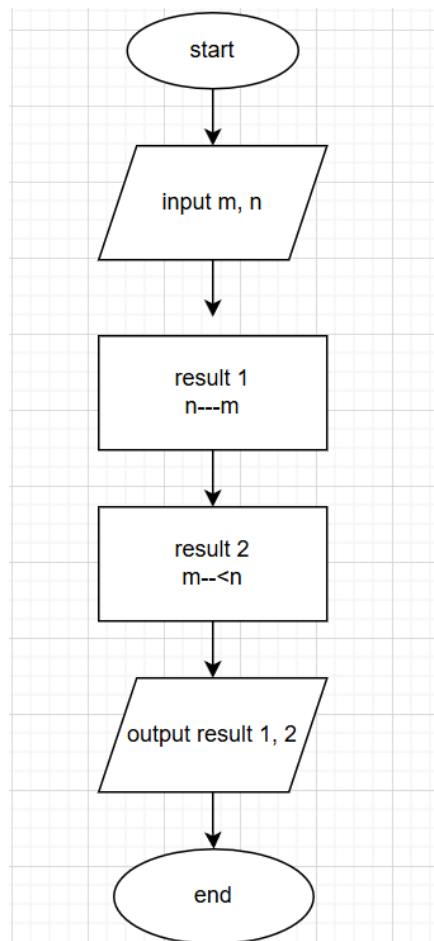 start
input m, n
result 1
n---m
result 2
m--<n
output result 1, 2
end